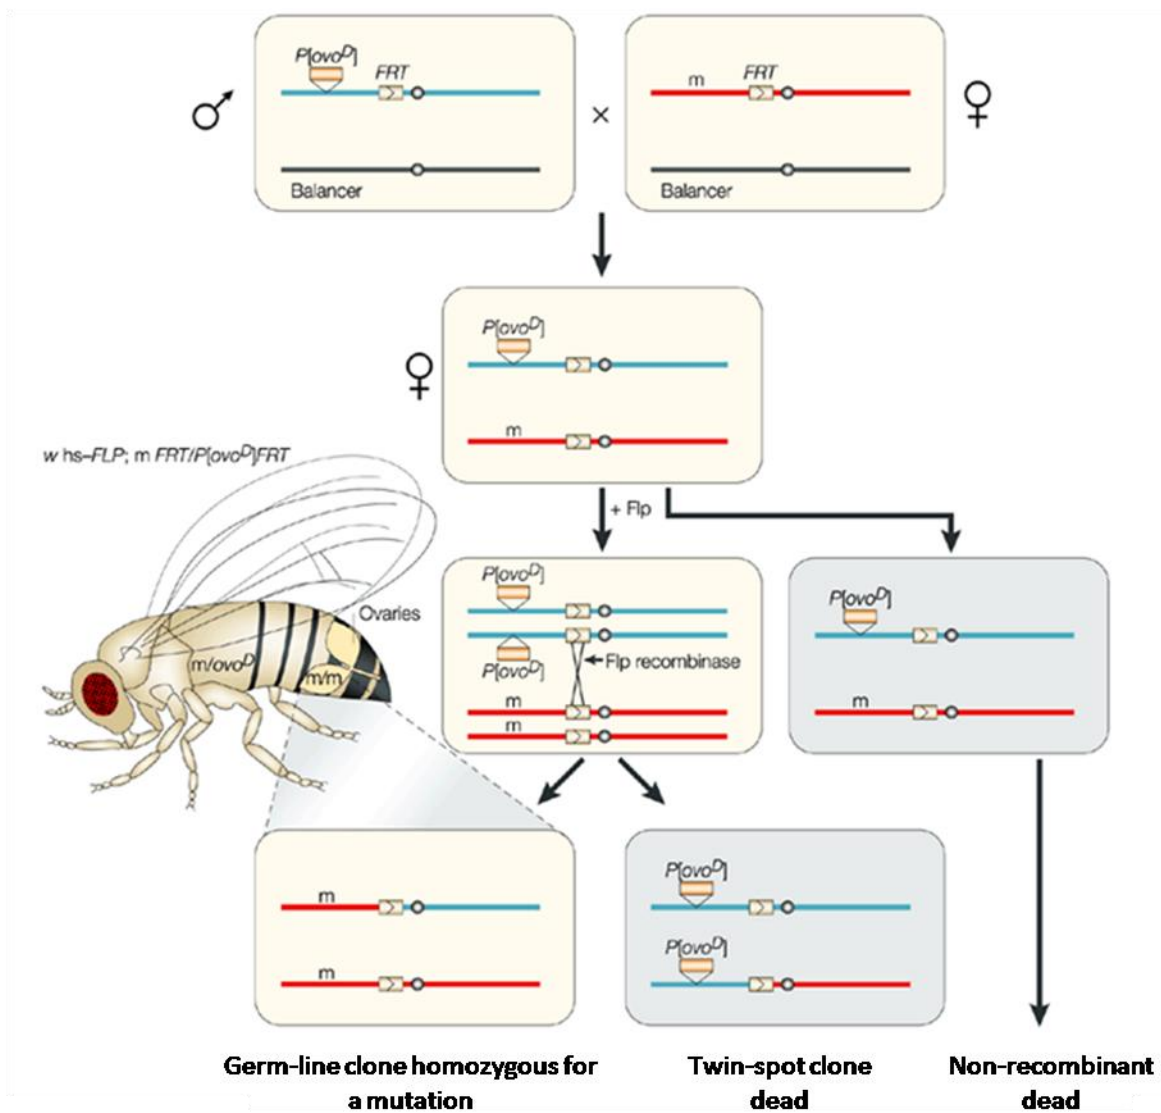 P[ovoD]
FRT
m
FRT
♂
×
♀
Balancer
Balancer
P[ovoD]
♀
m
w hs–FLP; m FRT/P[ovoD]FRT
+ Flp
P[ovoD]
P[ovoD]
Ovaries
Flp recombinase
P[ovoD]
m/ovoD
m/m
m
m
m
P[ovoD]
m
P[ovoD]
m
Germ-line clone homozygous for
a mutation
Twin-spot clone
dead
Non-recombinant
dead